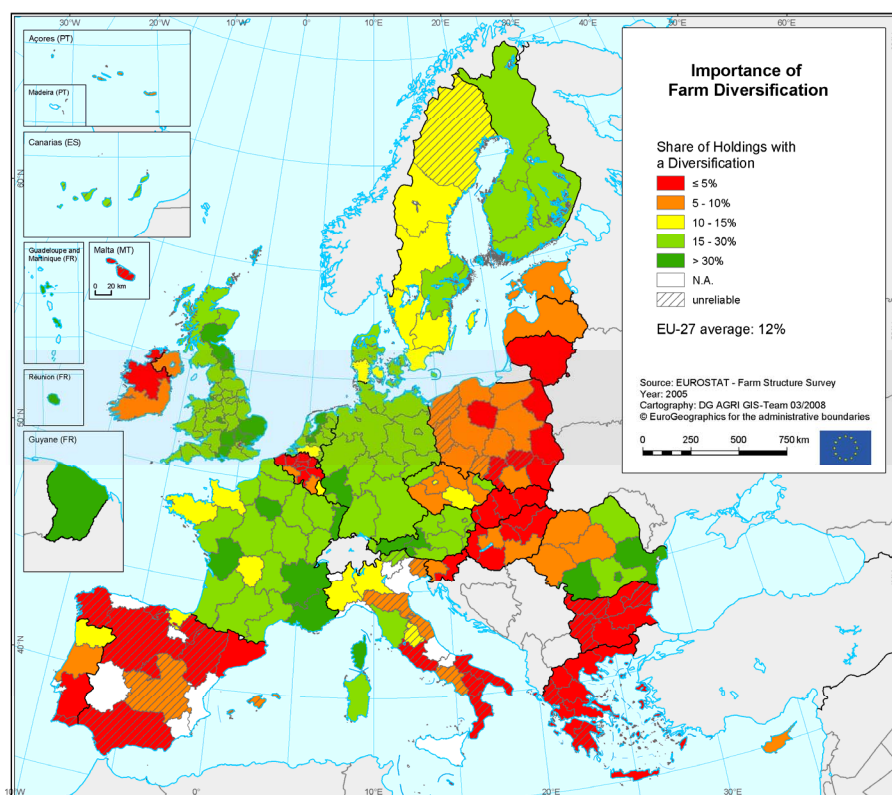 30°W
20°W
10°W
0°
10°E
20°E
30°E
40°E
50°E
60°E
Açores (PT)
Madeira (PT)
Canarias (ES)
Guadeloupe and
Martinique (FR)
Malta (MT)
0 20 km
Réunion (FR)
Guyane (FR)
60°N
50°N
40°N
10°W
0°
10°E
20°E
30°E
Importance of
Farm Diversification
Share of Holdings with
a Diversification
≤ 5%
5 - 10%
10 - 15%
15 - 30%
> 30%
N.A.
unreliable
EU-27 average: 12%
Source: EUROSTAT - Farm Structure Survey
Year: 2005
Cartography: DG AGRI GIS-Team 03/2008
© EuroGeographics for the administrative boundaries
0 250 500 750 km